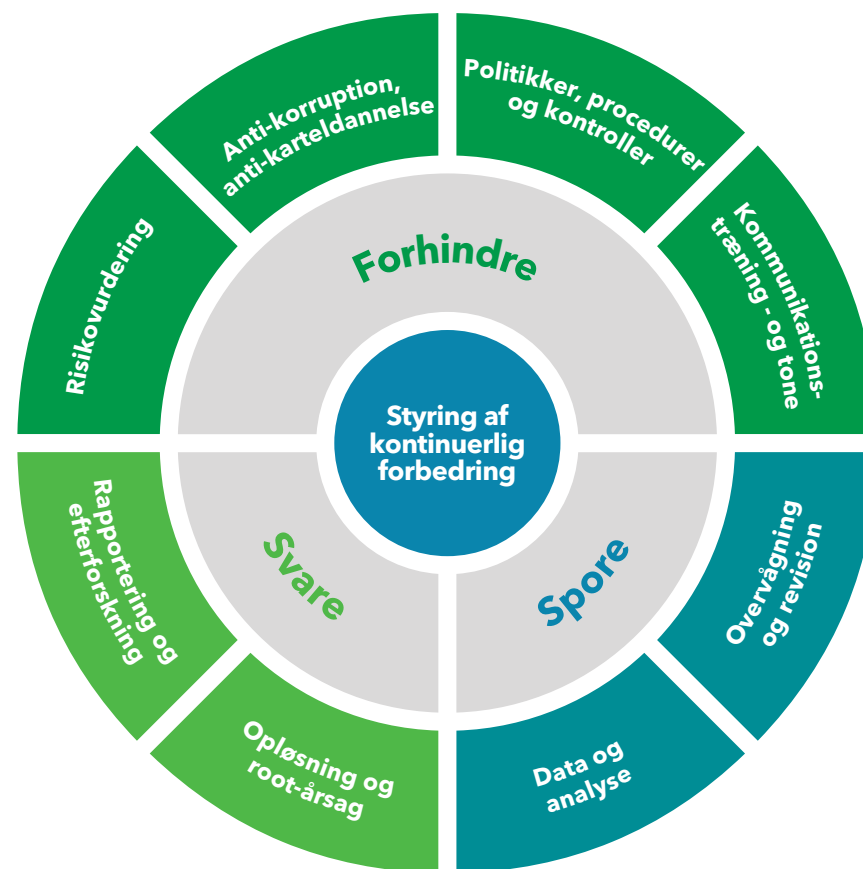 Anti-korruption,
anti-karteldannelse
Politikker, procedurer
og kontroller
Risikovurdering
Kommunikations-
træning - og tone
Forhindre
Styring af
kontinuerlig
forbedring
Svare
Spore
Rapportering og
efterforskning
Overvågning
og revision
Opløsning og
root-årsag
Data og
analyse